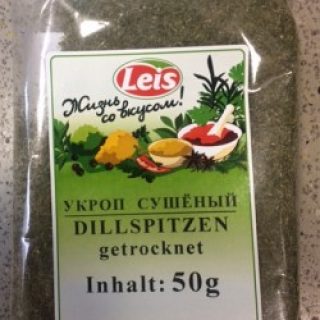 Leis
Жизнь
со вкусом!
УКРОП СУШЁНЫЙ
DILLSPITZEN
getrocknet
Inhalt: 50g